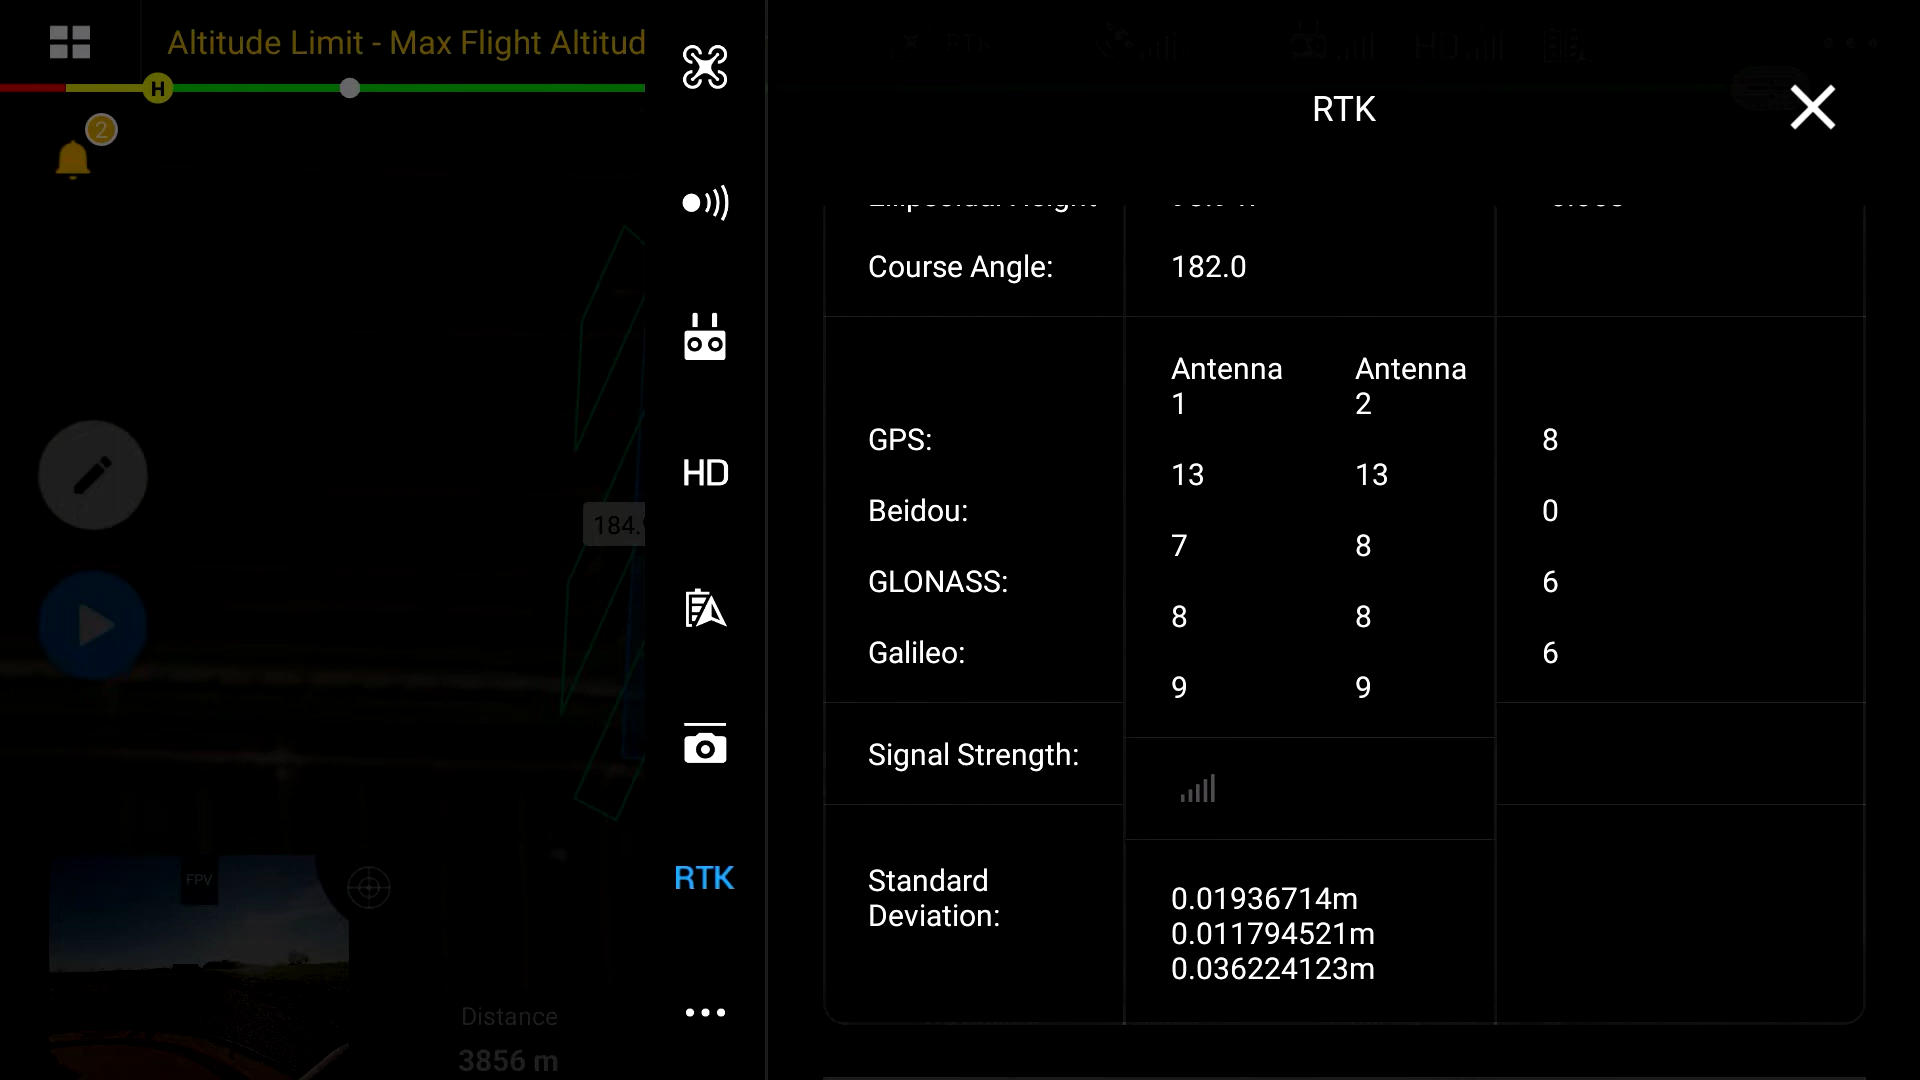 Altitude Limit - Max Flight Altitud
H
2
RTK
Course Angle: 182.0
Antenna 1 Antenna 2
GPS: 13 13 8
Beidou: 7 8 0
GLONASS: 8 8 6
Galileo: 9 9 6
Signal Strength:
Standard
Deviation:
0.01936714m
0.011794521m
0.036224123m
HD
184.
FPV
RTK
Distance
3856 m